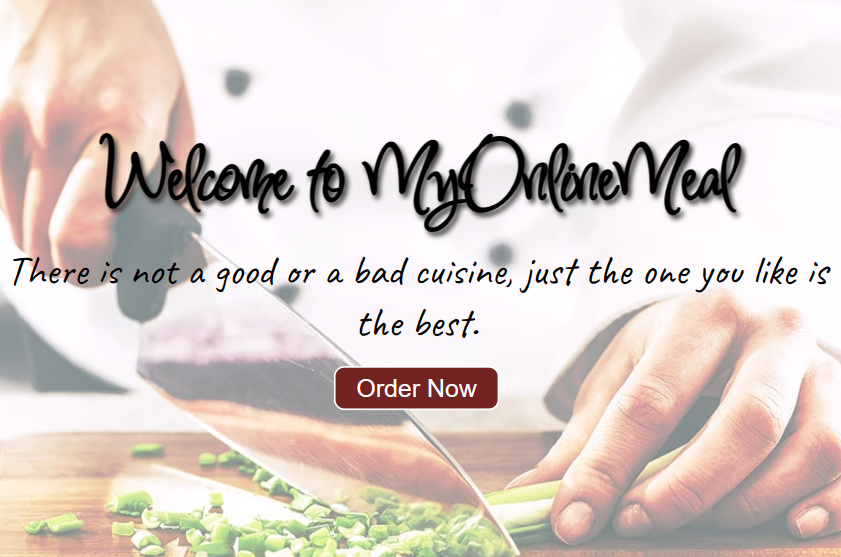 Welcome to MyOnlineMeal
There is not a good or a bad cuisine, just the one you like is
the best.
Order Now